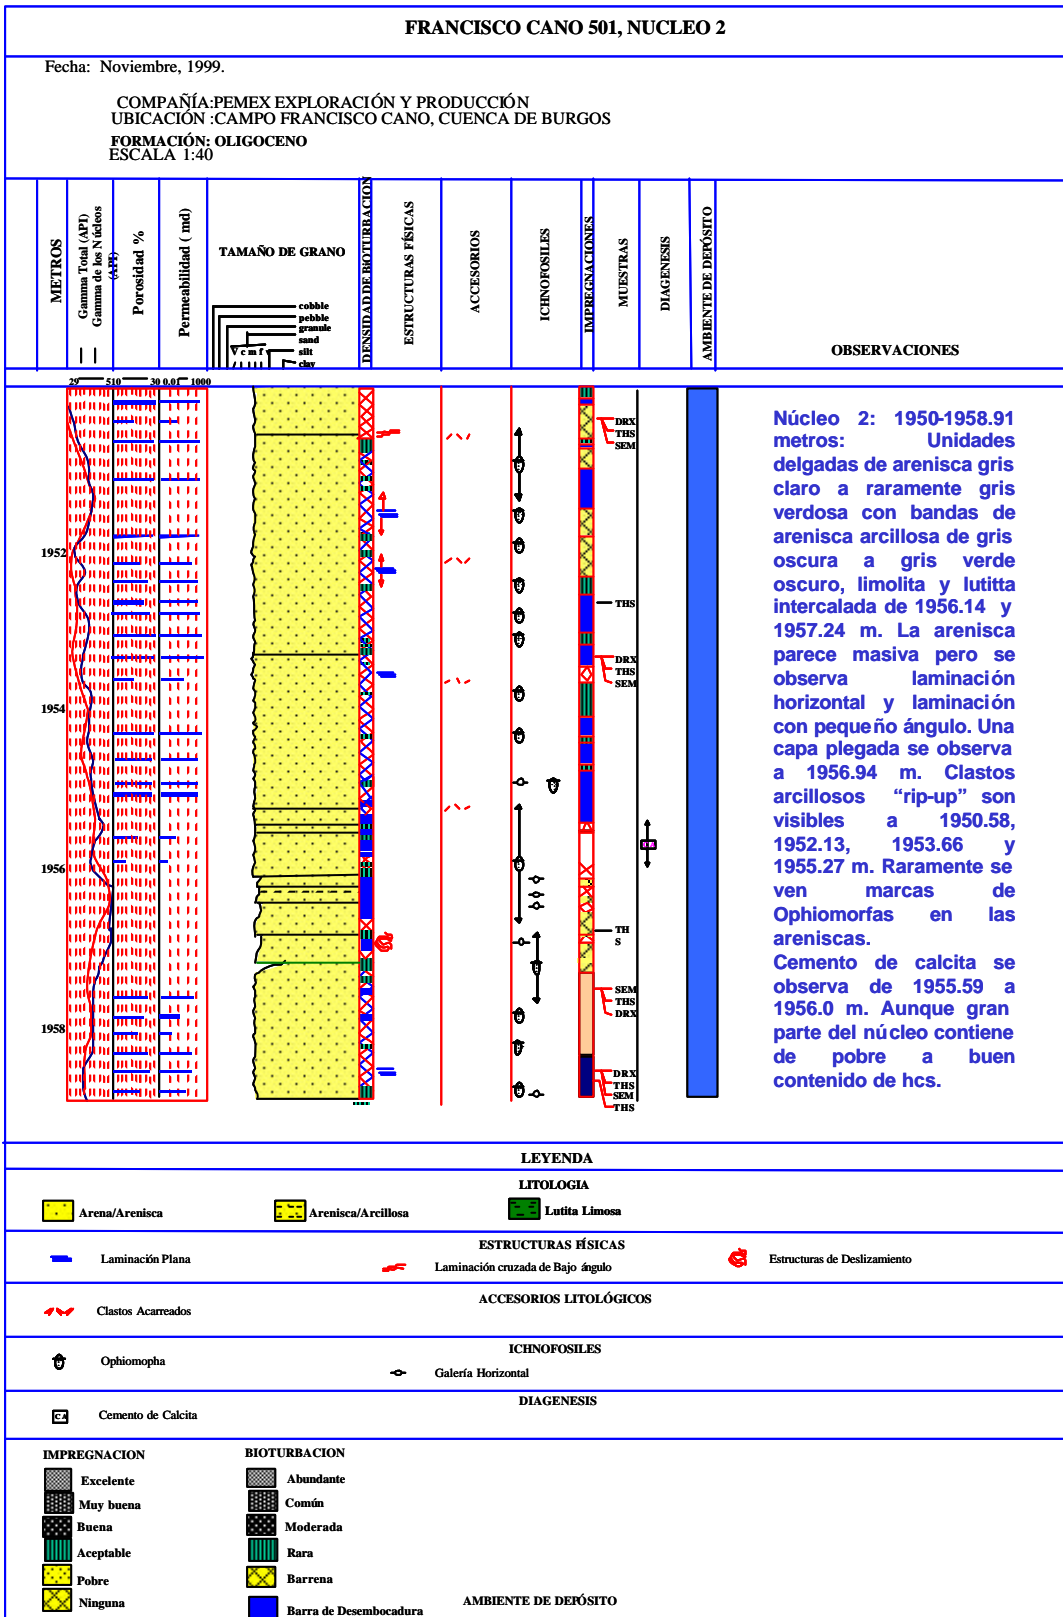 FRANCISCO CANO 501, NUCLEO 2
Fecha: Noviembre, 1999.
COMPAÑÍA:PEMEX EXPLORACIÓN Y PRODUCCIÓN
UBICACIÓN :CAMPO FRANCISCO CANO, CUENCA DE BURGOS
FORMACIÓN: OLIGOCENO
ESCALA 1:40
METROS
Gamma Total (API)
Gamma de los Núcleos
(API)
Porosidad %
Permeabilidad ( md)
TAMAÑO DE GRANO
cobble
pebble
granule
sand
V c m f v
silt
clay
DENSIDAD DE BIOTURBACION
ESTRUCTURAS FÍSICAS
ACCESORIOS
ICHNOFOSILES
IMPREGNACIONES
MUESTRAS
DIAGENESIS
AMBIENTE DE DEPÓSITO
OBSERVACIONES
29 510 30 0.01 1000
1952
1954
1956
1958
DRX
THS
SEM
THS
DRX
THS
SEM
TH
S
SEM
THS
DRX
DRX
THS
SEM
THS
Núcleo 2: 1950-1958.91
metros: Unidades
delgadas de arenisca gris
claro a raramente gris
verdosa con bandas de
arenisca arcillosa de gris
oscura a gris verde
oscuro, limolita y lutitta
intercalada de 1956.14 y
1957.24 m. La arenisca
parece masiva pero se
observa laminación
horizontal y laminación
con pequeño ángulo. Una
capa plegada se observa
a 1956.94 m. Clastos
arcillosos “rip-up” son
visibles a 1950.58,
1952.13, 1953.66 y
1955.27 m. Raramente se
ven marcas de
Ophiomorfas en las
areniscas.
Cemento de calcita se
observa de 1955.59 a
1956.0 m. Aunque gran
parte del núcleo contiene
de pobre a buen
contenido de hcs.
LEYENDA
LITOLOGIA
Arena/Arenisca
Arenisca/Arcillosa
Lutita Limosa
ESTRUCTURAS FÍSICAS
Laminación Plana
Laminación cruzada de Bajo ángulo
Estructuras de Deslizamiento
ACCESORIOS LITOLÓGICOS
Clastos Acarreados
ICHNOFOSILES
Ophiomopha
Galería Horizontal
DIAGENESIS
CA
Cemento de Calcita
IMPREGNACION
Excelente
Muy buena
Buena
Aceptable
Pobre
Ninguna
BIOTURBACION
Abundante
Común
Moderada
Rara
Barrena
AMBIENTE DE DEPÓSITO
Barra de Desembocadura